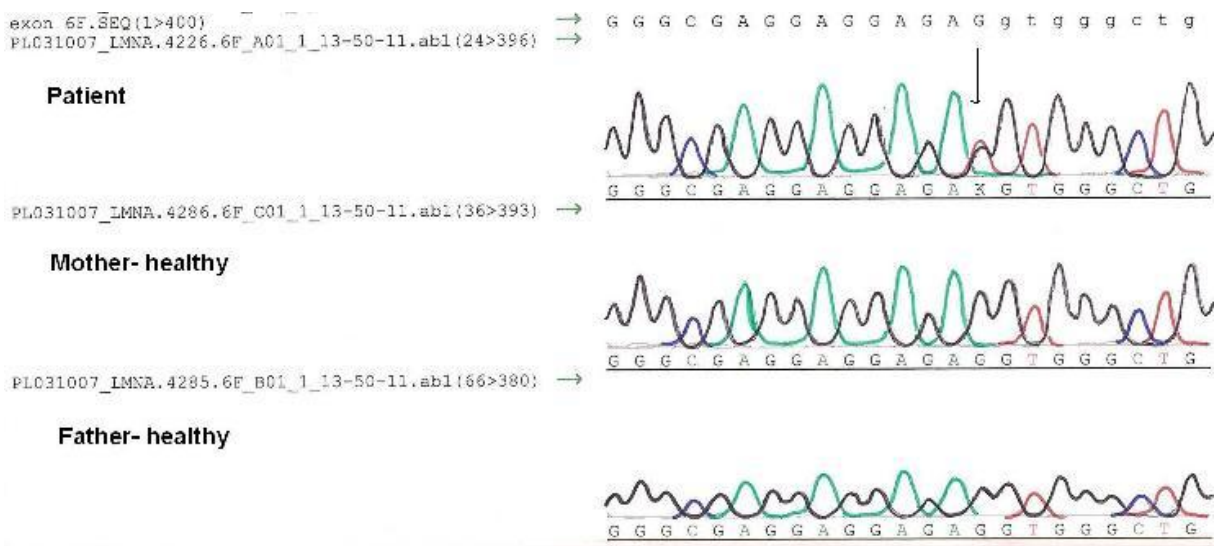 exon 6F.SEQ(1>400) → G G G C G A G G A G G A G A G g t g g g c t g
PL031007_LMNA.4226.6F_A01_1_13-50-11.ab1(24>396) →
Patient
G G G C G A G G A G G A G A K G T G G G C T G
PL031007_LMNA.4286.6F_C01_1_13-50-11.ab1(36>393) →
Mother- healthy
G G G C G A G G A G G A G A G G T G G G C T G
PL031007_LMNA.4285.6F_B01_1_13-50-11.ab1(66>380) →
Father- healthy
G G G C G A G G A G G A G A G G T G G G C T G